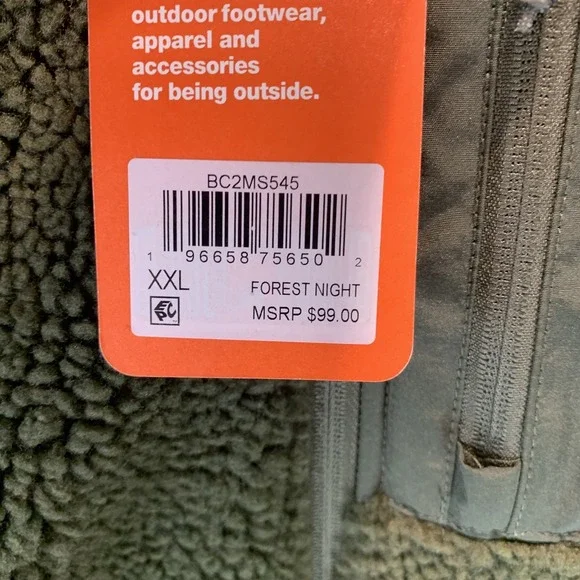 outdoor footwear,
apparel and
accessories
for being outside.
BC2MS545
1 96658 75650 2
XXL
FOREST NIGHT
EPC
MSRP $99.00